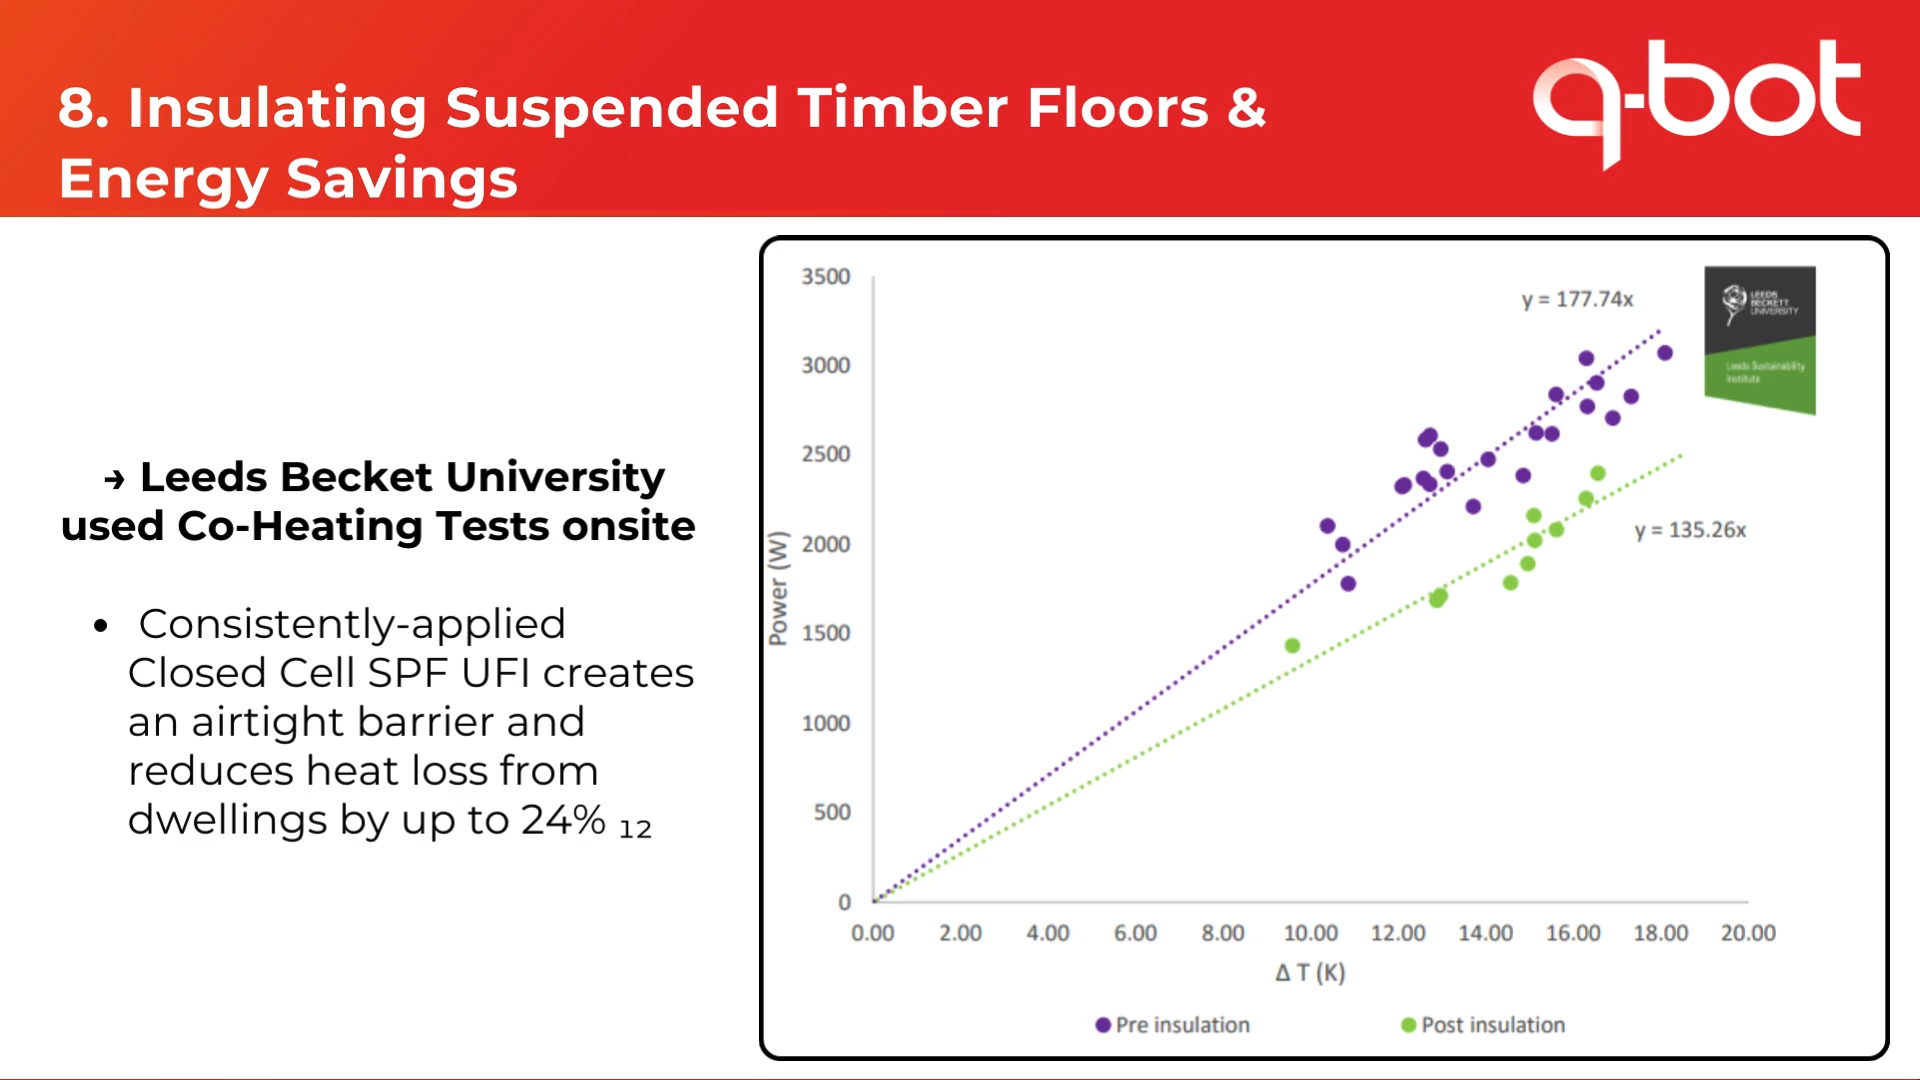 8. Insulating Suspended Timber Floors &
Energy Savings
q-bot
→ Leeds Becket University
used Co-Heating Tests onsite
• Consistently-applied
Closed Cell SPF UFI creates
an airtight barrier and
reduces heat loss from
dwellings by up to 24% ₁₂
3500
3000
2500
2000
1500
1000
500
0
Power (W)
0.00 2.00 4.00 6.00 8.00 10.00 12.00 14.00 16.00 18.00 20.00
Δ T (K)
y = 177.74x
y = 135.26x
Pre insulation
Post insulation
LEEDS
BECKETT
UNIVERSITY
Leeds Sustainability
Institute